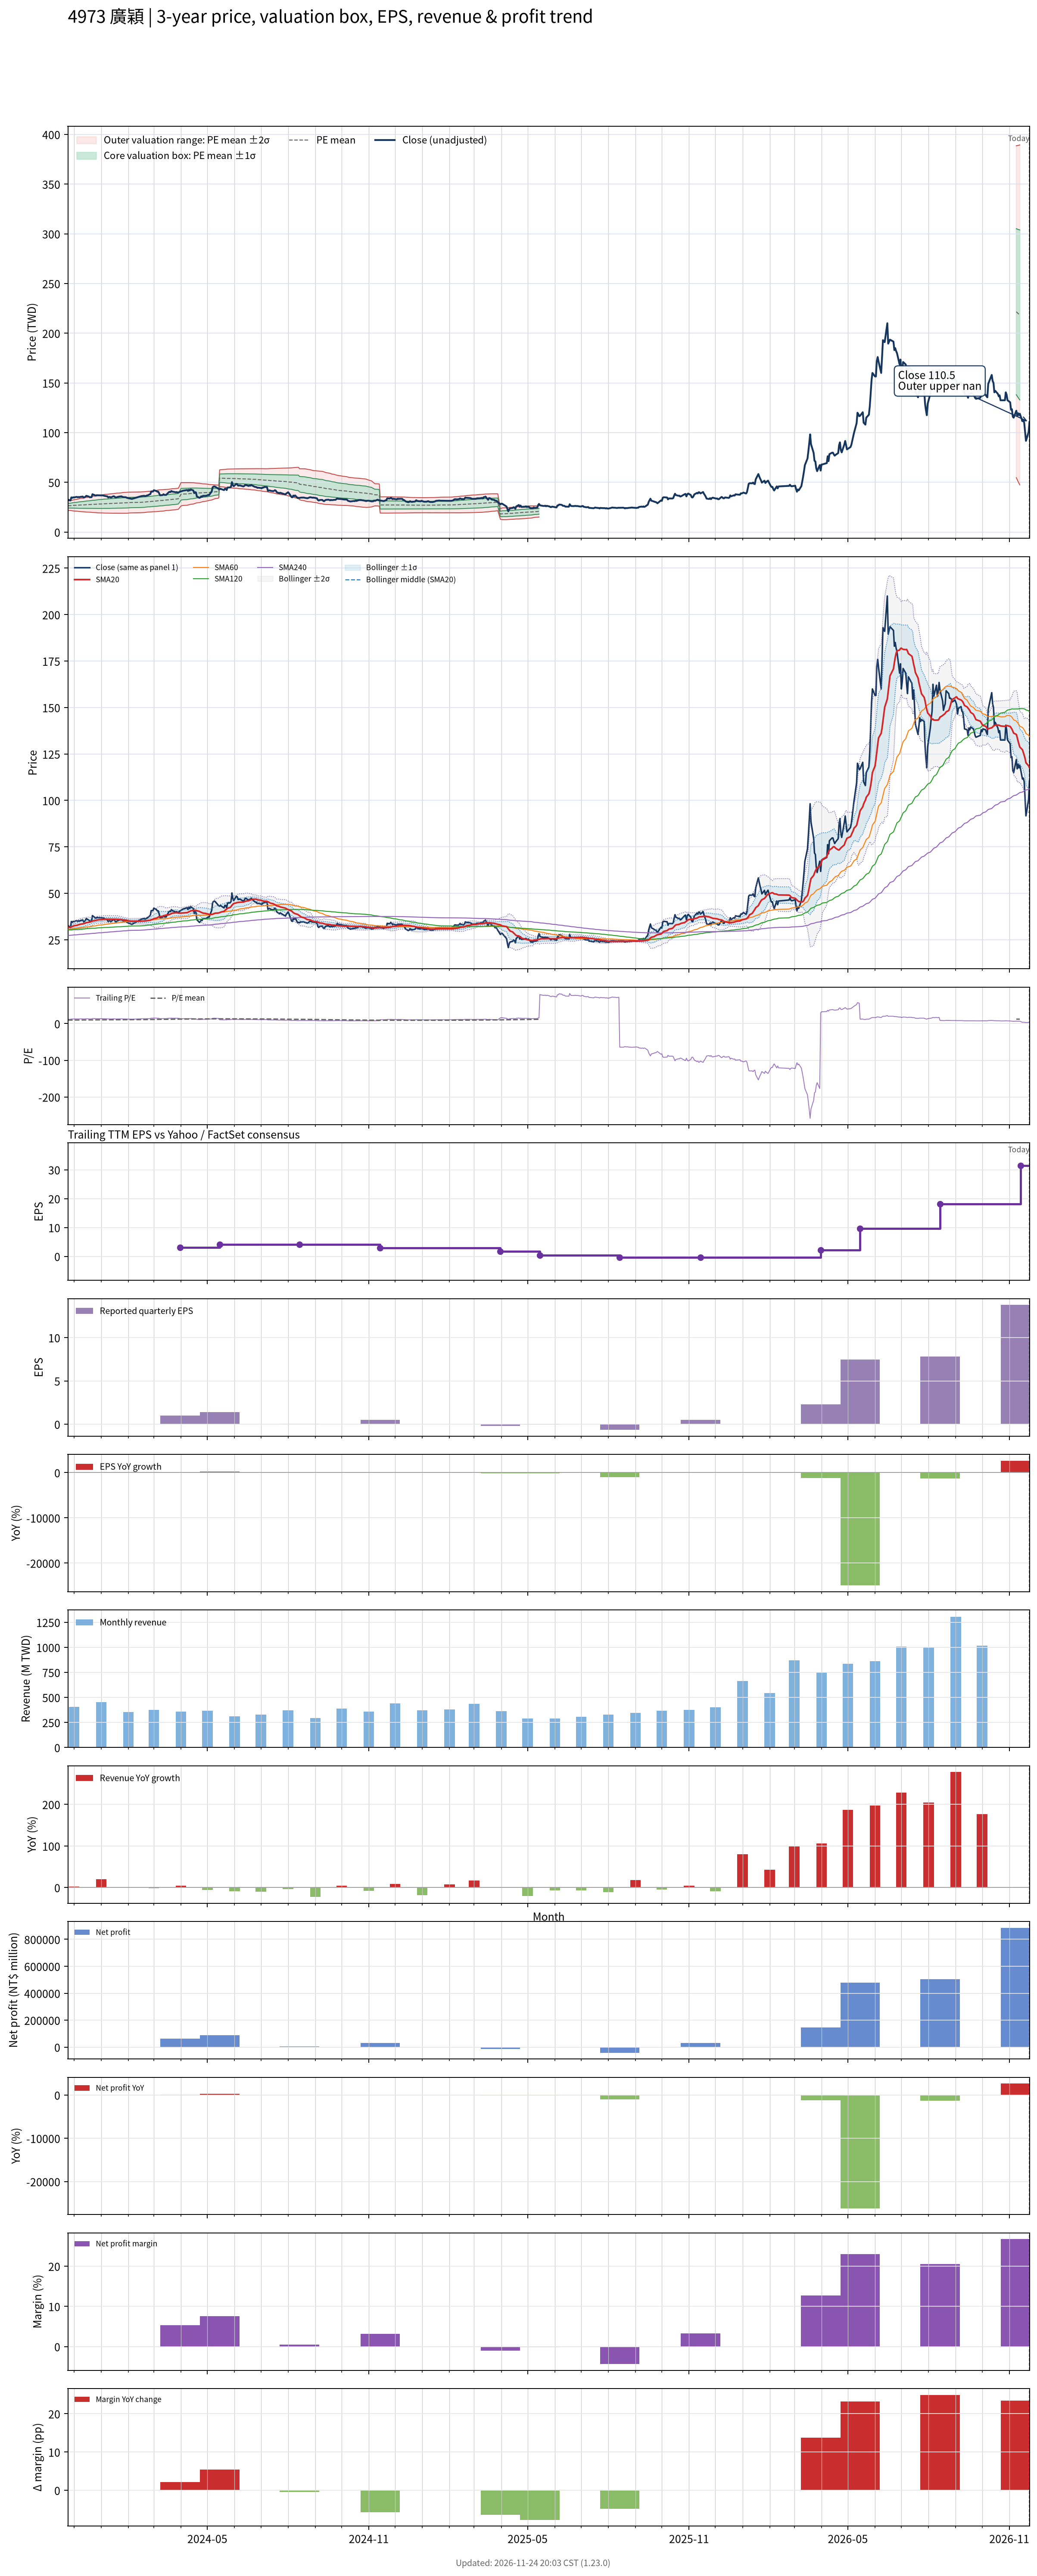 4973 廣穎 | 3-year price, valuation box, EPS, revenue & profit trend
Outer valuation range: PE mean ±2σ
Core valuation box: PE mean ±1σ
PE mean
Close (unadjusted)
Today
Close 110.5
Outer upper nan
Price (TWD)
400
350
300
250
200
150
100
50
0
Close (same as panel 1)
SMA20
SMA60
SMA120
SMA240
Bollinger ±2σ
Bollinger ±1σ
Bollinger middle (SMA20)
Price
225
200
175
150
125
100
75
50
25
Trailing P/E
P/E mean
P/E
0
-100
-200
Trailing TTM EPS vs Yahoo / FactSet consensus
Today
EPS
30
20
10
0
Reported quarterly EPS
EPS
10
5
0
EPS YoY growth
YoY (%)
0
-10000
-20000
Monthly revenue
Revenue (M TWD)
1250
1000
750
500
250
0
Revenue YoY growth
YoY (%)
200
100
0
Month
Net profit
Net profit (NT$ million)
800000
600000
400000
200000
0
Net profit YoY
YoY (%)
0
-10000
-20000
Net profit margin
Margin (%)
20
10
0
Margin YoY change
Δ margin (pp)
20
10
0
2024-05
2024-11
2025-05
2025-11
2026-05
2026-11
Updated: 2026-11-24 20:03 CST (1.23.0)